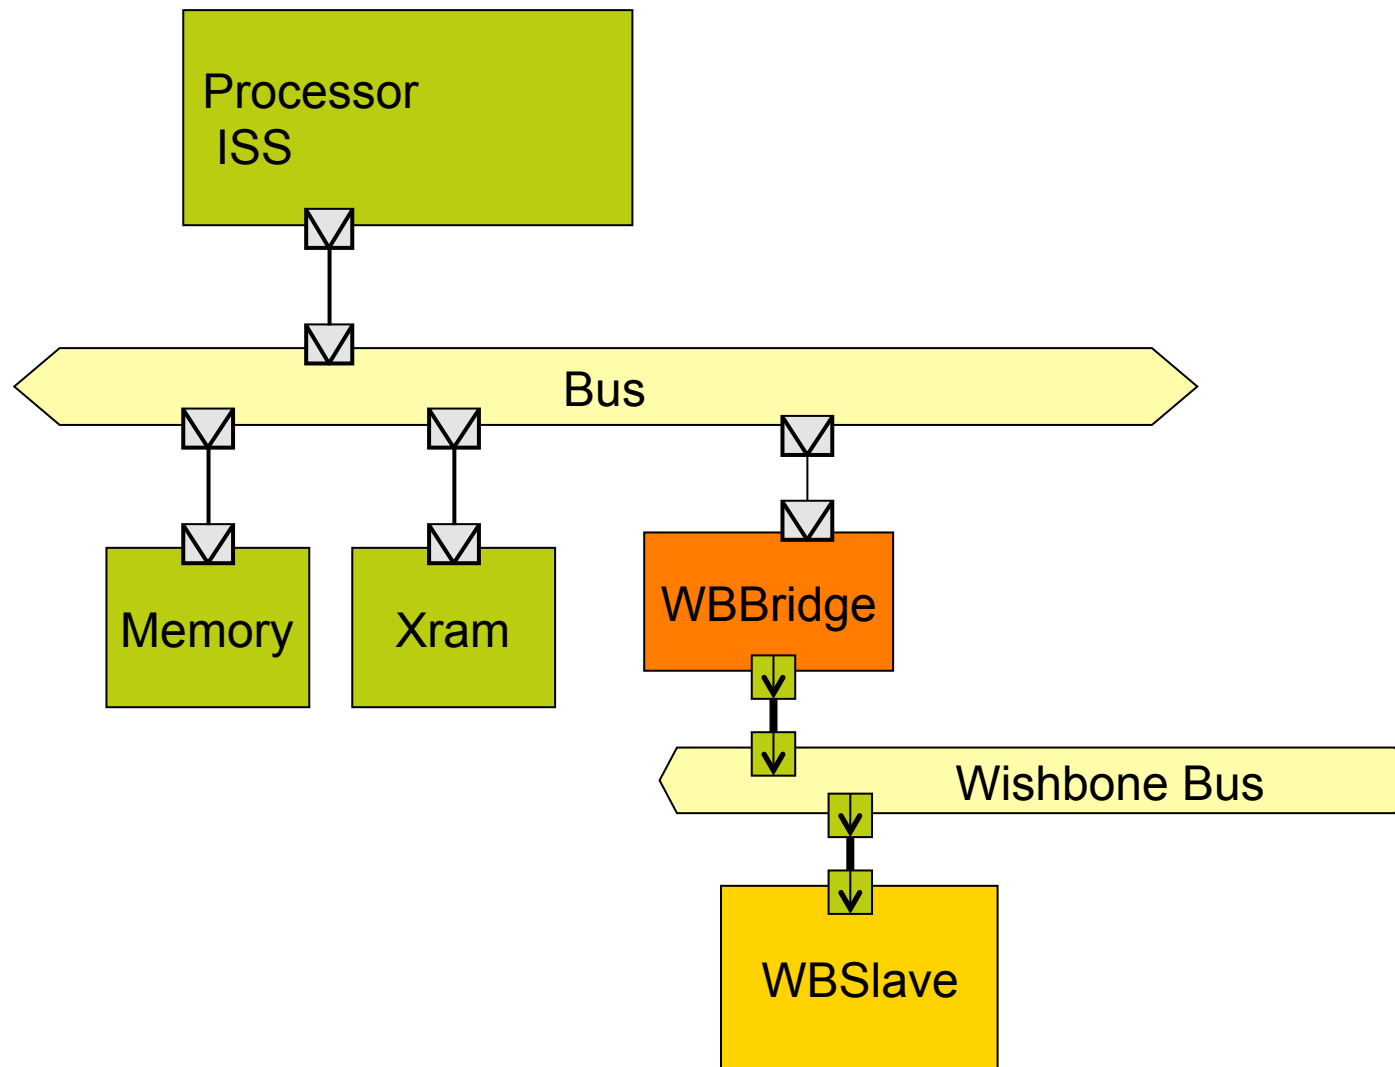 Processor
ISS
Bus
Memory
Xram
WBBridge
Wishbone Bus
WBSlave